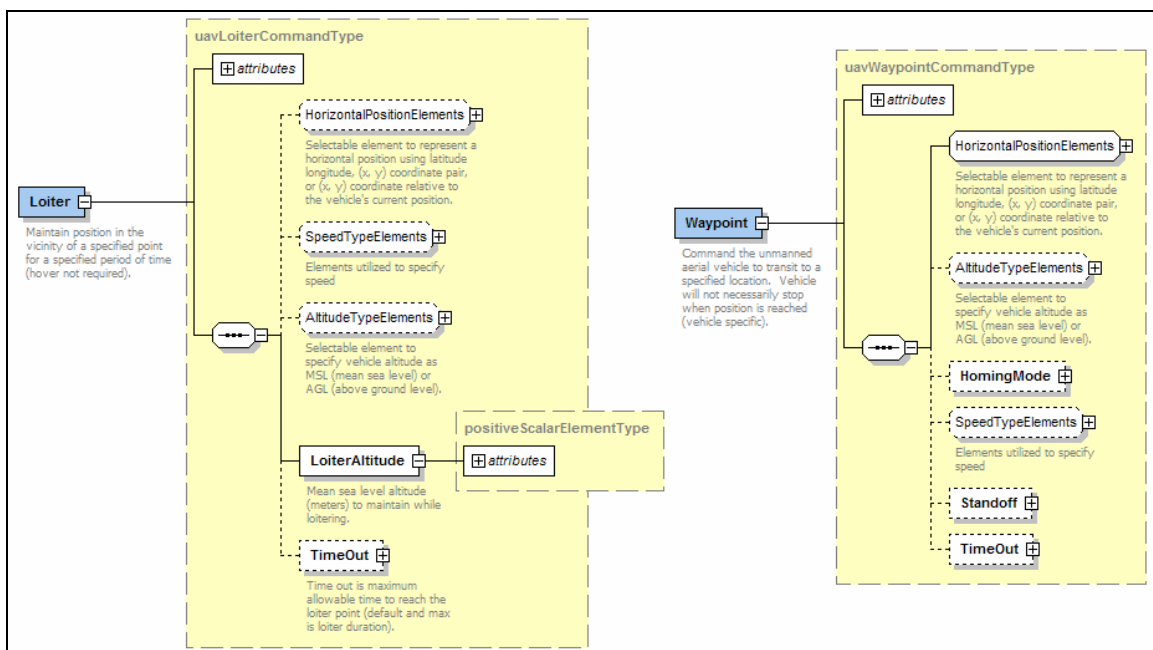 uavLoiterCommandType
attributes
HorizontalPositionElements
Selectable element to represent a
horizontal position using latitude
longitude, (x, y) coordinate pair,
or (x, y) coordinate relative to
the vehicle's current position.
Loiter
Maintain position in the
vicinity of a specified point
for a specified period of time
(hover not required).
SpeedTypeElements
Elements utilized to specify
speed
AltitudeTypeElements
Selectable element to
specify vehicle altitude as
MSL (mean sea level) or
AGL (above ground level).
positiveScalarElementType
LoiterAltitude
attributes
Mean sea level altitude
(meters) to maintain while
loitering.
TimeOut
Time out is maximum
allowable time to reach the
loiter point (default and max
is loiter duration).
uavWaypointCommandType
attributes
HorizontalPositionElements
Selectable element to represent a
horizontal position using latitude
longitude, (x, y) coordinate pair,
or (x, y) coordinate relative to
the vehicle's current position.
Waypoint
Command the unmanned
aerial vehicle to transit to a
specified location. Vehicle
will not necessarily stop
when position is reached
(vehicle specific).
AltitudeTypeElements
Selectable element to
specify vehicle altitude as
MSL (mean sea level) or
AGL (above ground level).
HomingMode
SpeedTypeElements
Elements utilized to specify
speed
Standoff
TimeOut